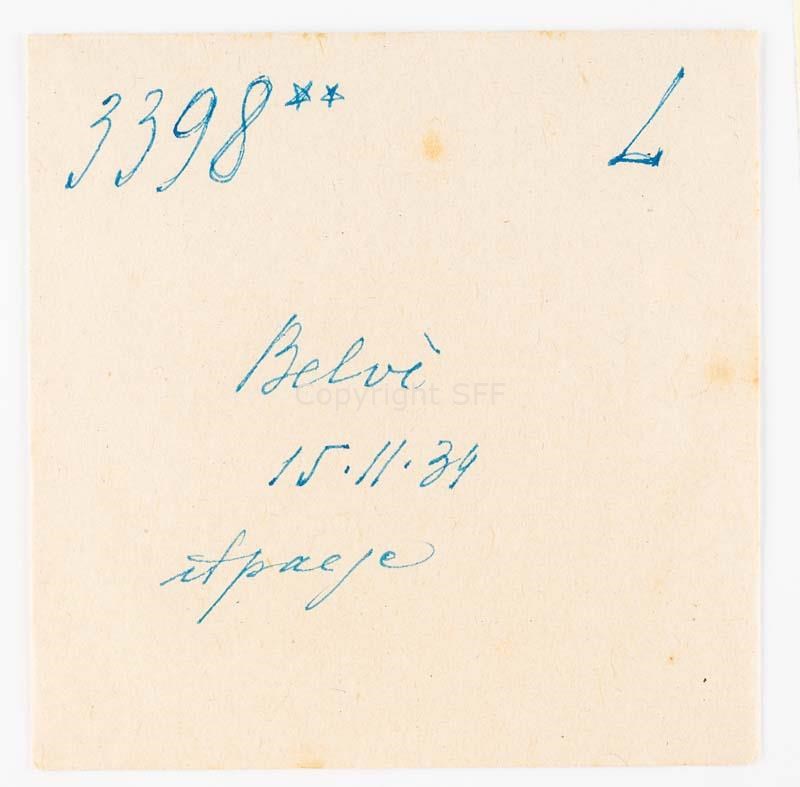 3398** L
Belvì
Copyright SFF
15.11.34
il paese